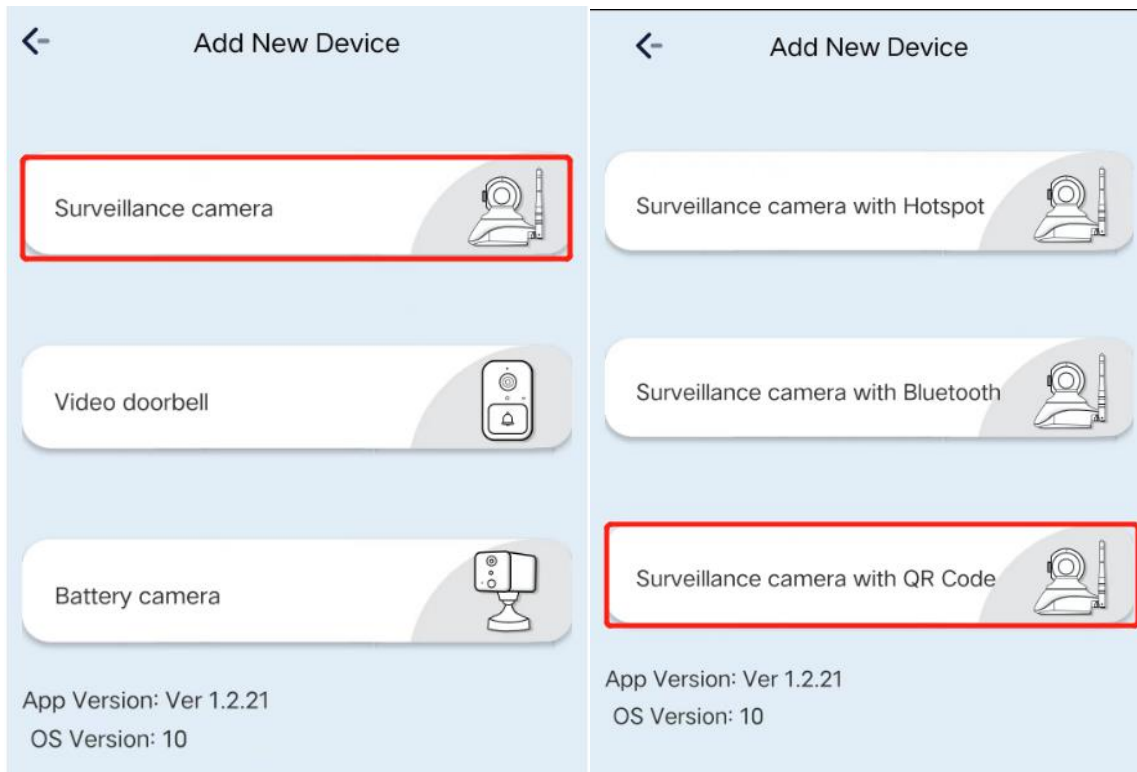 Add New Device
Surveillance camera
Video doorbell
Battery camera
App Version: Ver 1.2.21
OS Version: 10
Add New Device
Surveillance camera with Hotspot
Surveillance camera with Bluetooth
Surveillance camera with QR Code
App Version: Ver 1.2.21
OS Version: 10